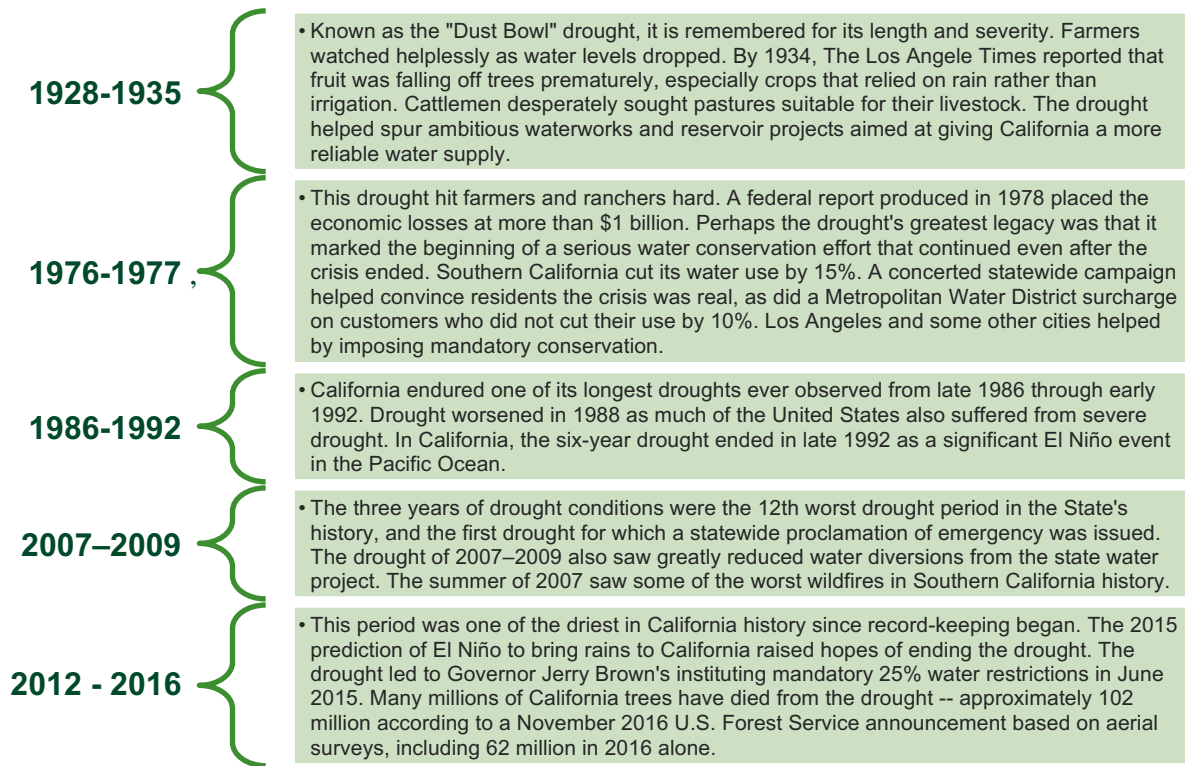 1928-1935
• Known as the "Dust Bowl" drought, it is remembered for its length and severity. Farmers
watched helplessly as water levels dropped. By 1934, The Los Angele Times reported that
fruit was falling off trees prematurely, especially crops that relied on rain rather than
irrigation. Cattlemen desperately sought pastures suitable for their livestock. The drought
helped spur ambitious waterworks and reservoir projects aimed at giving California a more
reliable water supply.
1976-1977 ,
• This drought hit farmers and ranchers hard. A federal report produced in 1978 placed the
economic losses at more than $1 billion. Perhaps the drought's greatest legacy was that it
marked the beginning of a serious water conservation effort that continued even after the
crisis ended. Southern California cut its water use by 15%. A concerted statewide campaign
helped convince residents the crisis was real, as did a Metropolitan Water District surcharge
on customers who did not cut their use by 10%. Los Angeles and some other cities helped
by imposing mandatory conservation.
1986-1992
• California endured one of its longest droughts ever observed from late 1986 through early
1992. Drought worsened in 1988 as much of the United States also suffered from severe
drought. In California, the six-year drought ended in late 1992 as a significant El Niño event
in the Pacific Ocean.
2007–2009
• The three years of drought conditions were the 12th worst drought period in the State's
history, and the first drought for which a statewide proclamation of emergency was issued.
The drought of 2007–2009 also saw greatly reduced water diversions from the state water
project. The summer of 2007 saw some of the worst wildfires in Southern California history.
2012 - 2016
• This period was one of the driest in California history since record-keeping began. The 2015
prediction of El Niño to bring rains to California raised hopes of ending the drought. The
drought led to Governor Jerry Brown's instituting mandatory 25% water restrictions in June
2015. Many millions of California trees have died from the drought -- approximately 102
million according to a November 2016 U.S. Forest Service announcement based on aerial
surveys, including 62 million in 2016 alone.